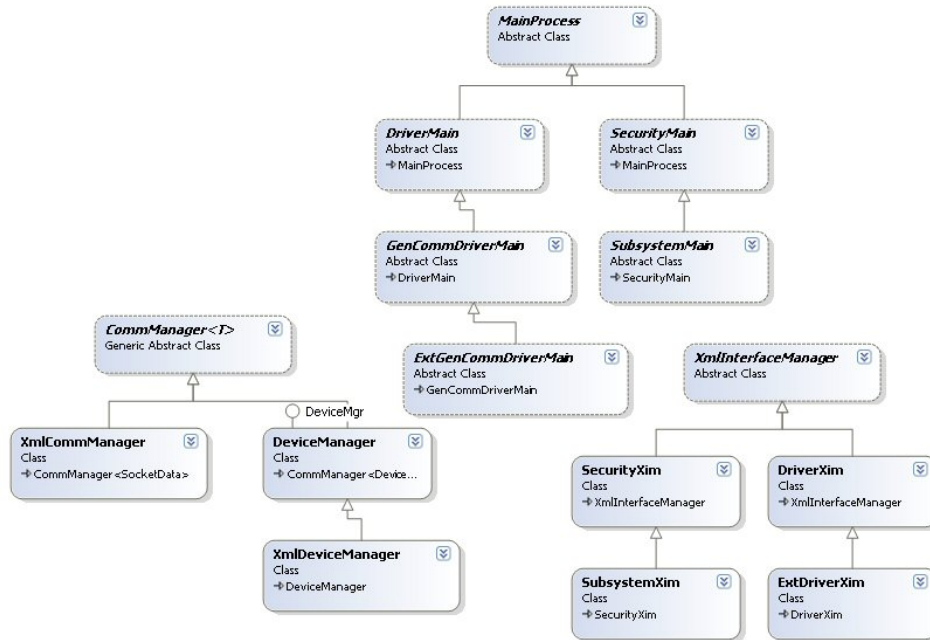 MainProcess
Abstract Class
DriverMain
Abstract Class
MainProcess
SecurityMain
Abstract Class
MainProcess
GenCommDriverMain
Abstract Class
DriverMain
SubsystemMain
Abstract Class
SecurityMain
CommManager<T>
Generic Abstract Class
ExtGenCommDriverMain
Abstract Class
GenCommDriverMain
XmlInterfaceManager
Abstract Class
DeviceMgr
XmlCommManager
Class
CommManager<SocketData>
DeviceManager
Class
CommManager<Device...
SecurityXim
Class
XmlInterfaceManager
DriverXim
Class
XmlInterfaceManager
XmlDeviceManager
Class
DeviceManager
SubsystemXim
Class
SecurityXim
ExtDriverXim
Class
DriverXim